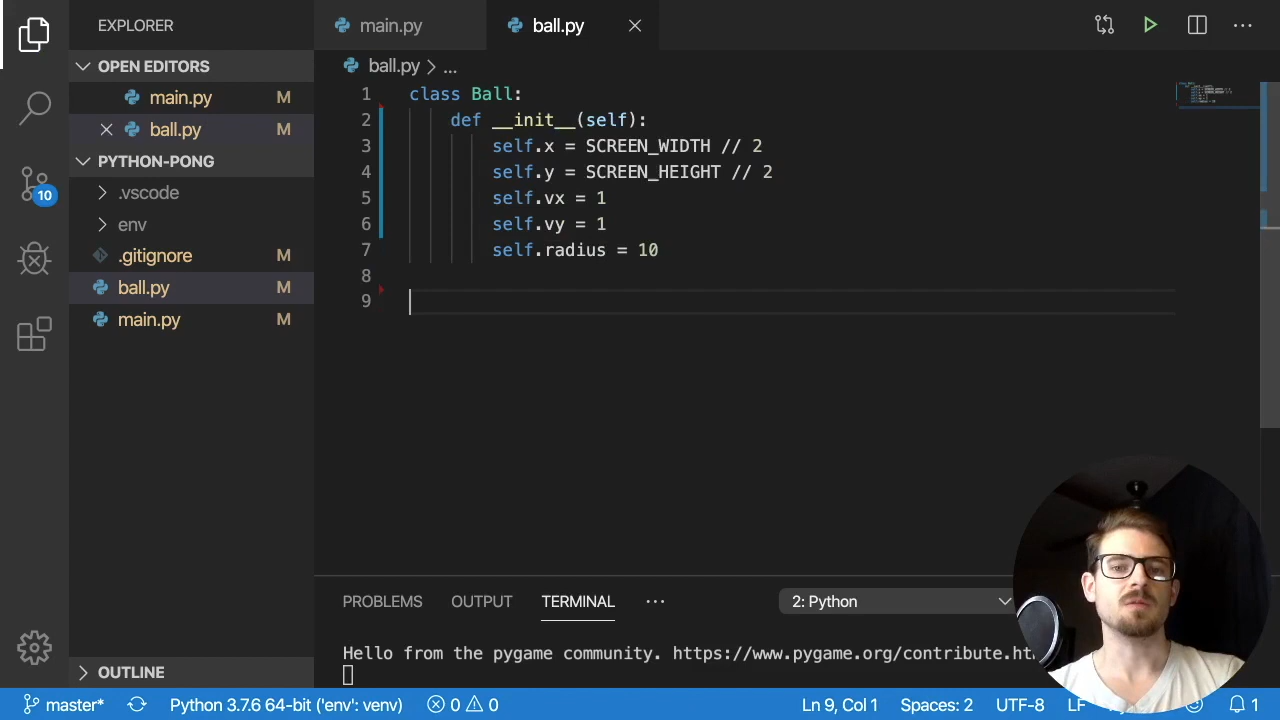 EXPLORER
main.py
ball.py
OPEN EDITORS
main.py M
ball.py M
PYTHON-PONG
.vscode
env
.gitignore M
ball.py M
main.py M
OUTLINE
10
ball.py > ...
1 class Ball:
2 def __init__(self):
3 self.x = SCREEN_WIDTH // 2
4 self.y = SCREEN_HEIGHT // 2
5 self.vx = 1
6 self.vy = 1
7 self.radius = 10
8
9
PROBLEMS OUTPUT TERMINAL ... 2: Python
Hello from the pygame community. https://www.pygame.org/contribute.ht
master* Python 3.7.6 64-bit ('env': venv) 0 0 Ln 9, Col 1 Spaces: 2 UTF-8 LF 1